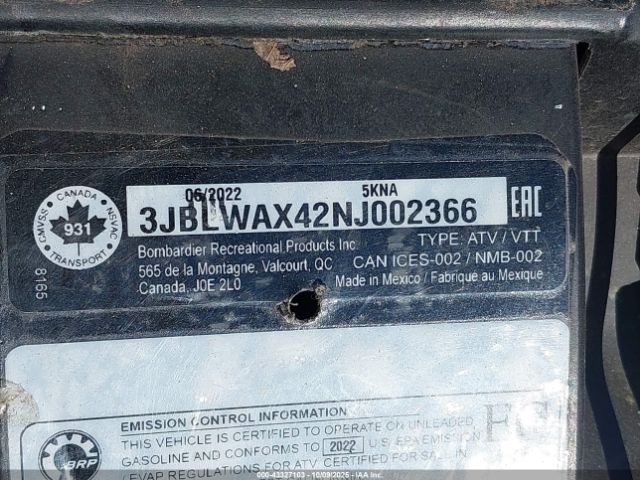 06/2022 5KNA
3JBLWAX42NJ002366
EAC
CANADA
CMVSS NSVAC
931
TRANSPORT
8165
Bombardier Recreational Products Inc
565 de la Montagne, Valcourt, QC
Canada, J0E 2L0
TYPE: ATV / VTT
CAN ICES-002 / NMB-002
Made in Mexico / Fabriqué au Mexique
EMISSION CONTROL INFORMATION
THIS VEHICLE IS CERTIFIED TO OPERATE ON UNLEADED
GASOLINE AND CONFORMS TO 2022 U.S. EPA EMISSION
/EVAP REGULATIONS FOR ATV. CERTIFIED FOR SALE IN
BRP
© 00-43327103 - 10/09/2025 - IAA Inc.